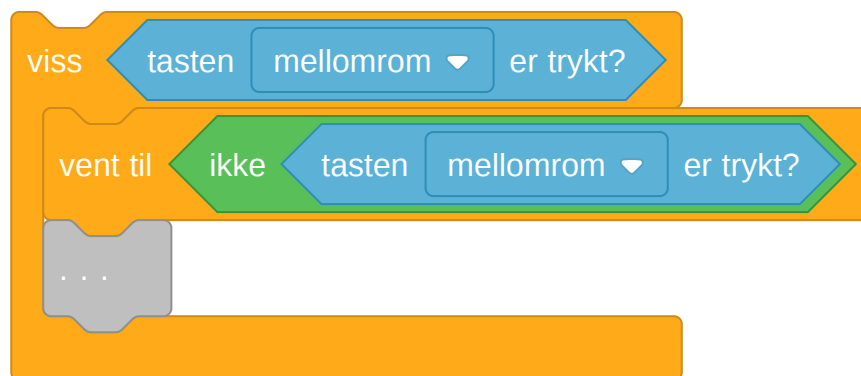 viss tasten mellomrom er trykt?
vent til ikke tasten mellomrom er trykt?
. . .